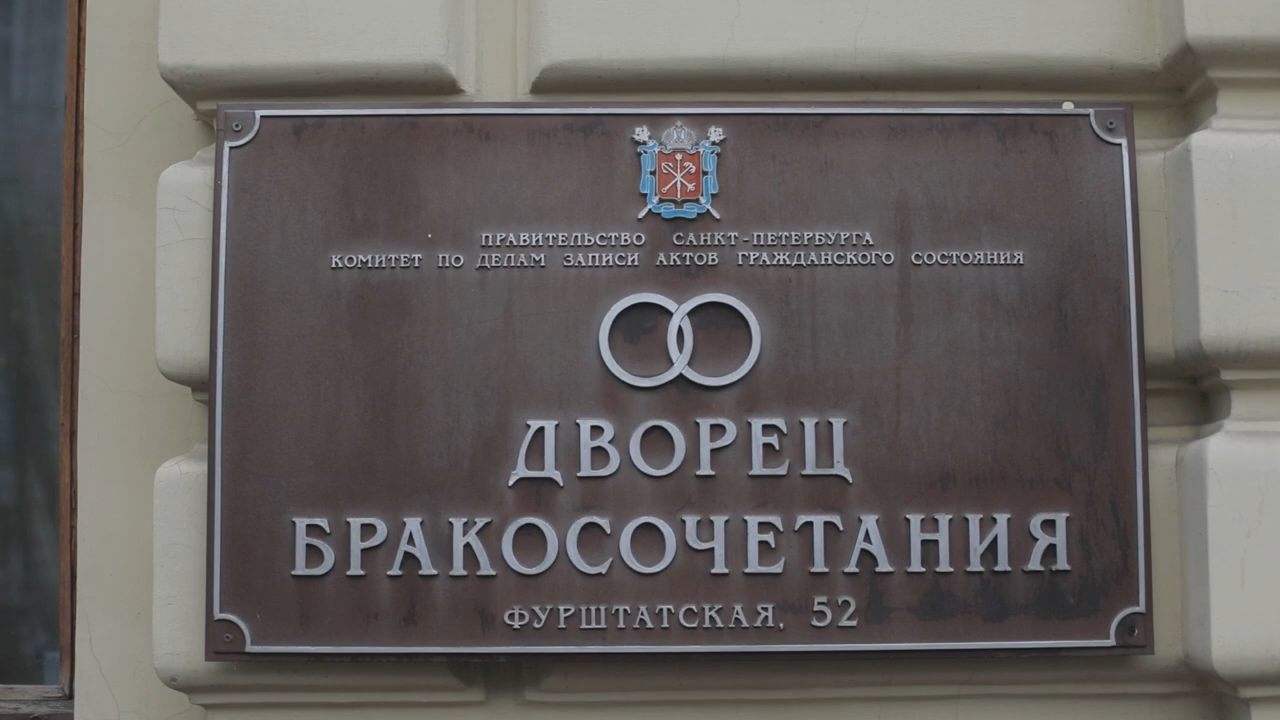 ПРАВИТЕЛЬСТВО САНКТ-ПЕТЕРБУРГА
КОМИТЕТ ПО ДЕЛАМ ЗАПИСИ АКТОВ ГРАЖДАНСКОГО СОСТОЯНИЯ
ДВОРЕЦ
БРАКОСОЧЕТАНИЯ
ФУРШТАТСКАЯ, 52